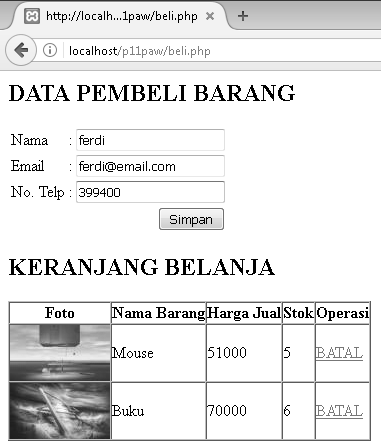 http://localh...1paw/beli.php
localhost/p11paw/beli.php
DATA PEMBELI BARANG
Nama : ferdi
Email : ferdi@email.com
No. Telp : 399400
Simpan
KERANJANG BELANJA
Foto Nama Barang Harga Jual Stok Operasi
Mouse 51000 5 BATAL
Buku 70000 6 BATAL